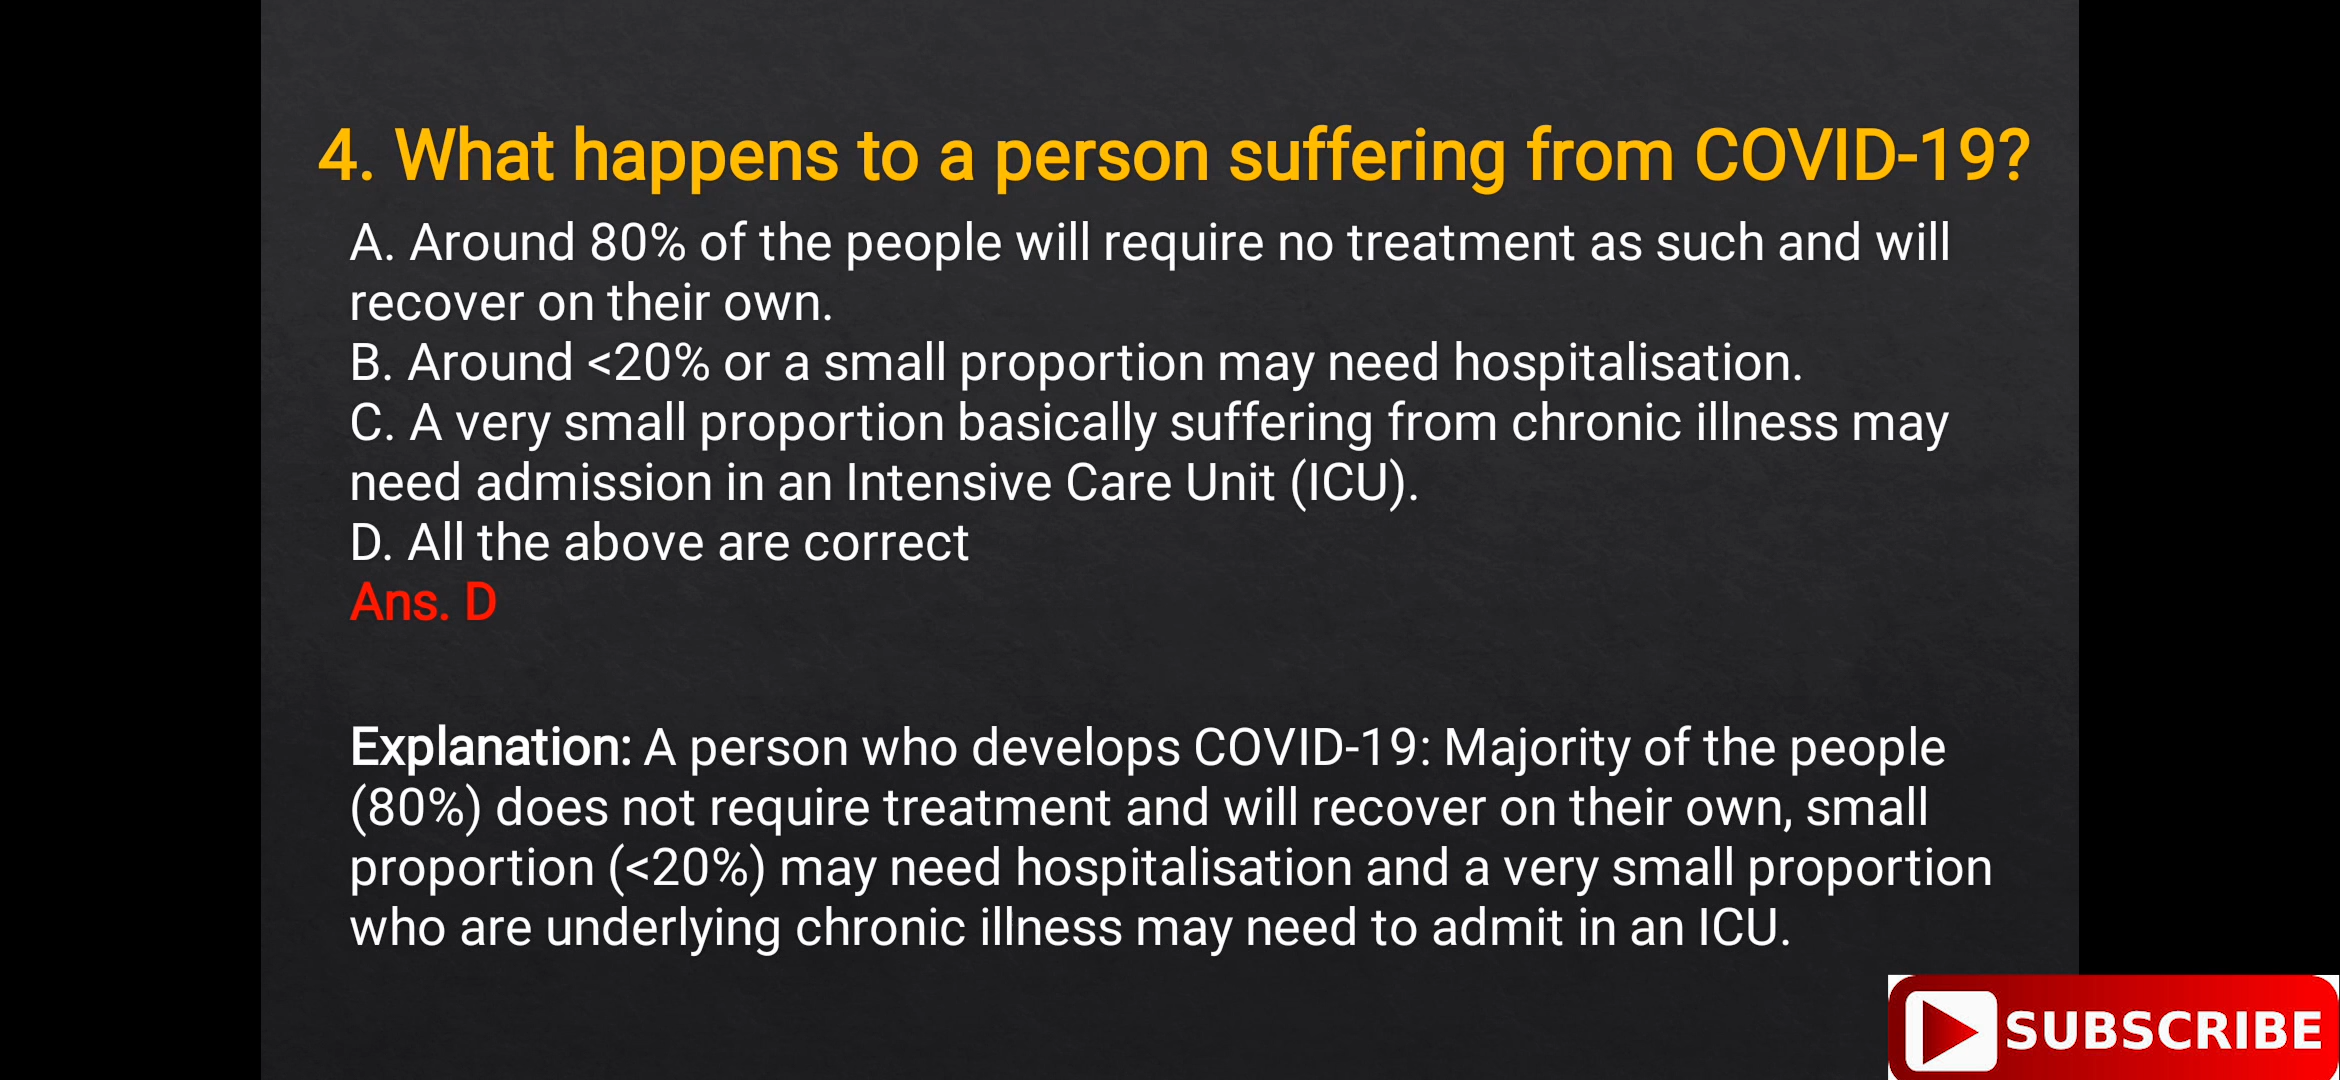 4. What happens to a person suffering from COVID-19?
A. Around 80% of the people will require no treatment as such and will
recover on their own.
B. Around <20% or a small proportion may need hospitalisation.
C. A very small proportion basically suffering from chronic illness may
need admission in an Intensive Care Unit (ICU).
D. All the above are correct
Ans. D
Explanation: A person who develops COVID-19: Majority of the people
(80%) does not require treatment and will recover on their own, small
proportion (<20%) may need hospitalisation and a very small proportion
who are underlying chronic illness may need to admit in an ICU.
SUBSCRIBE